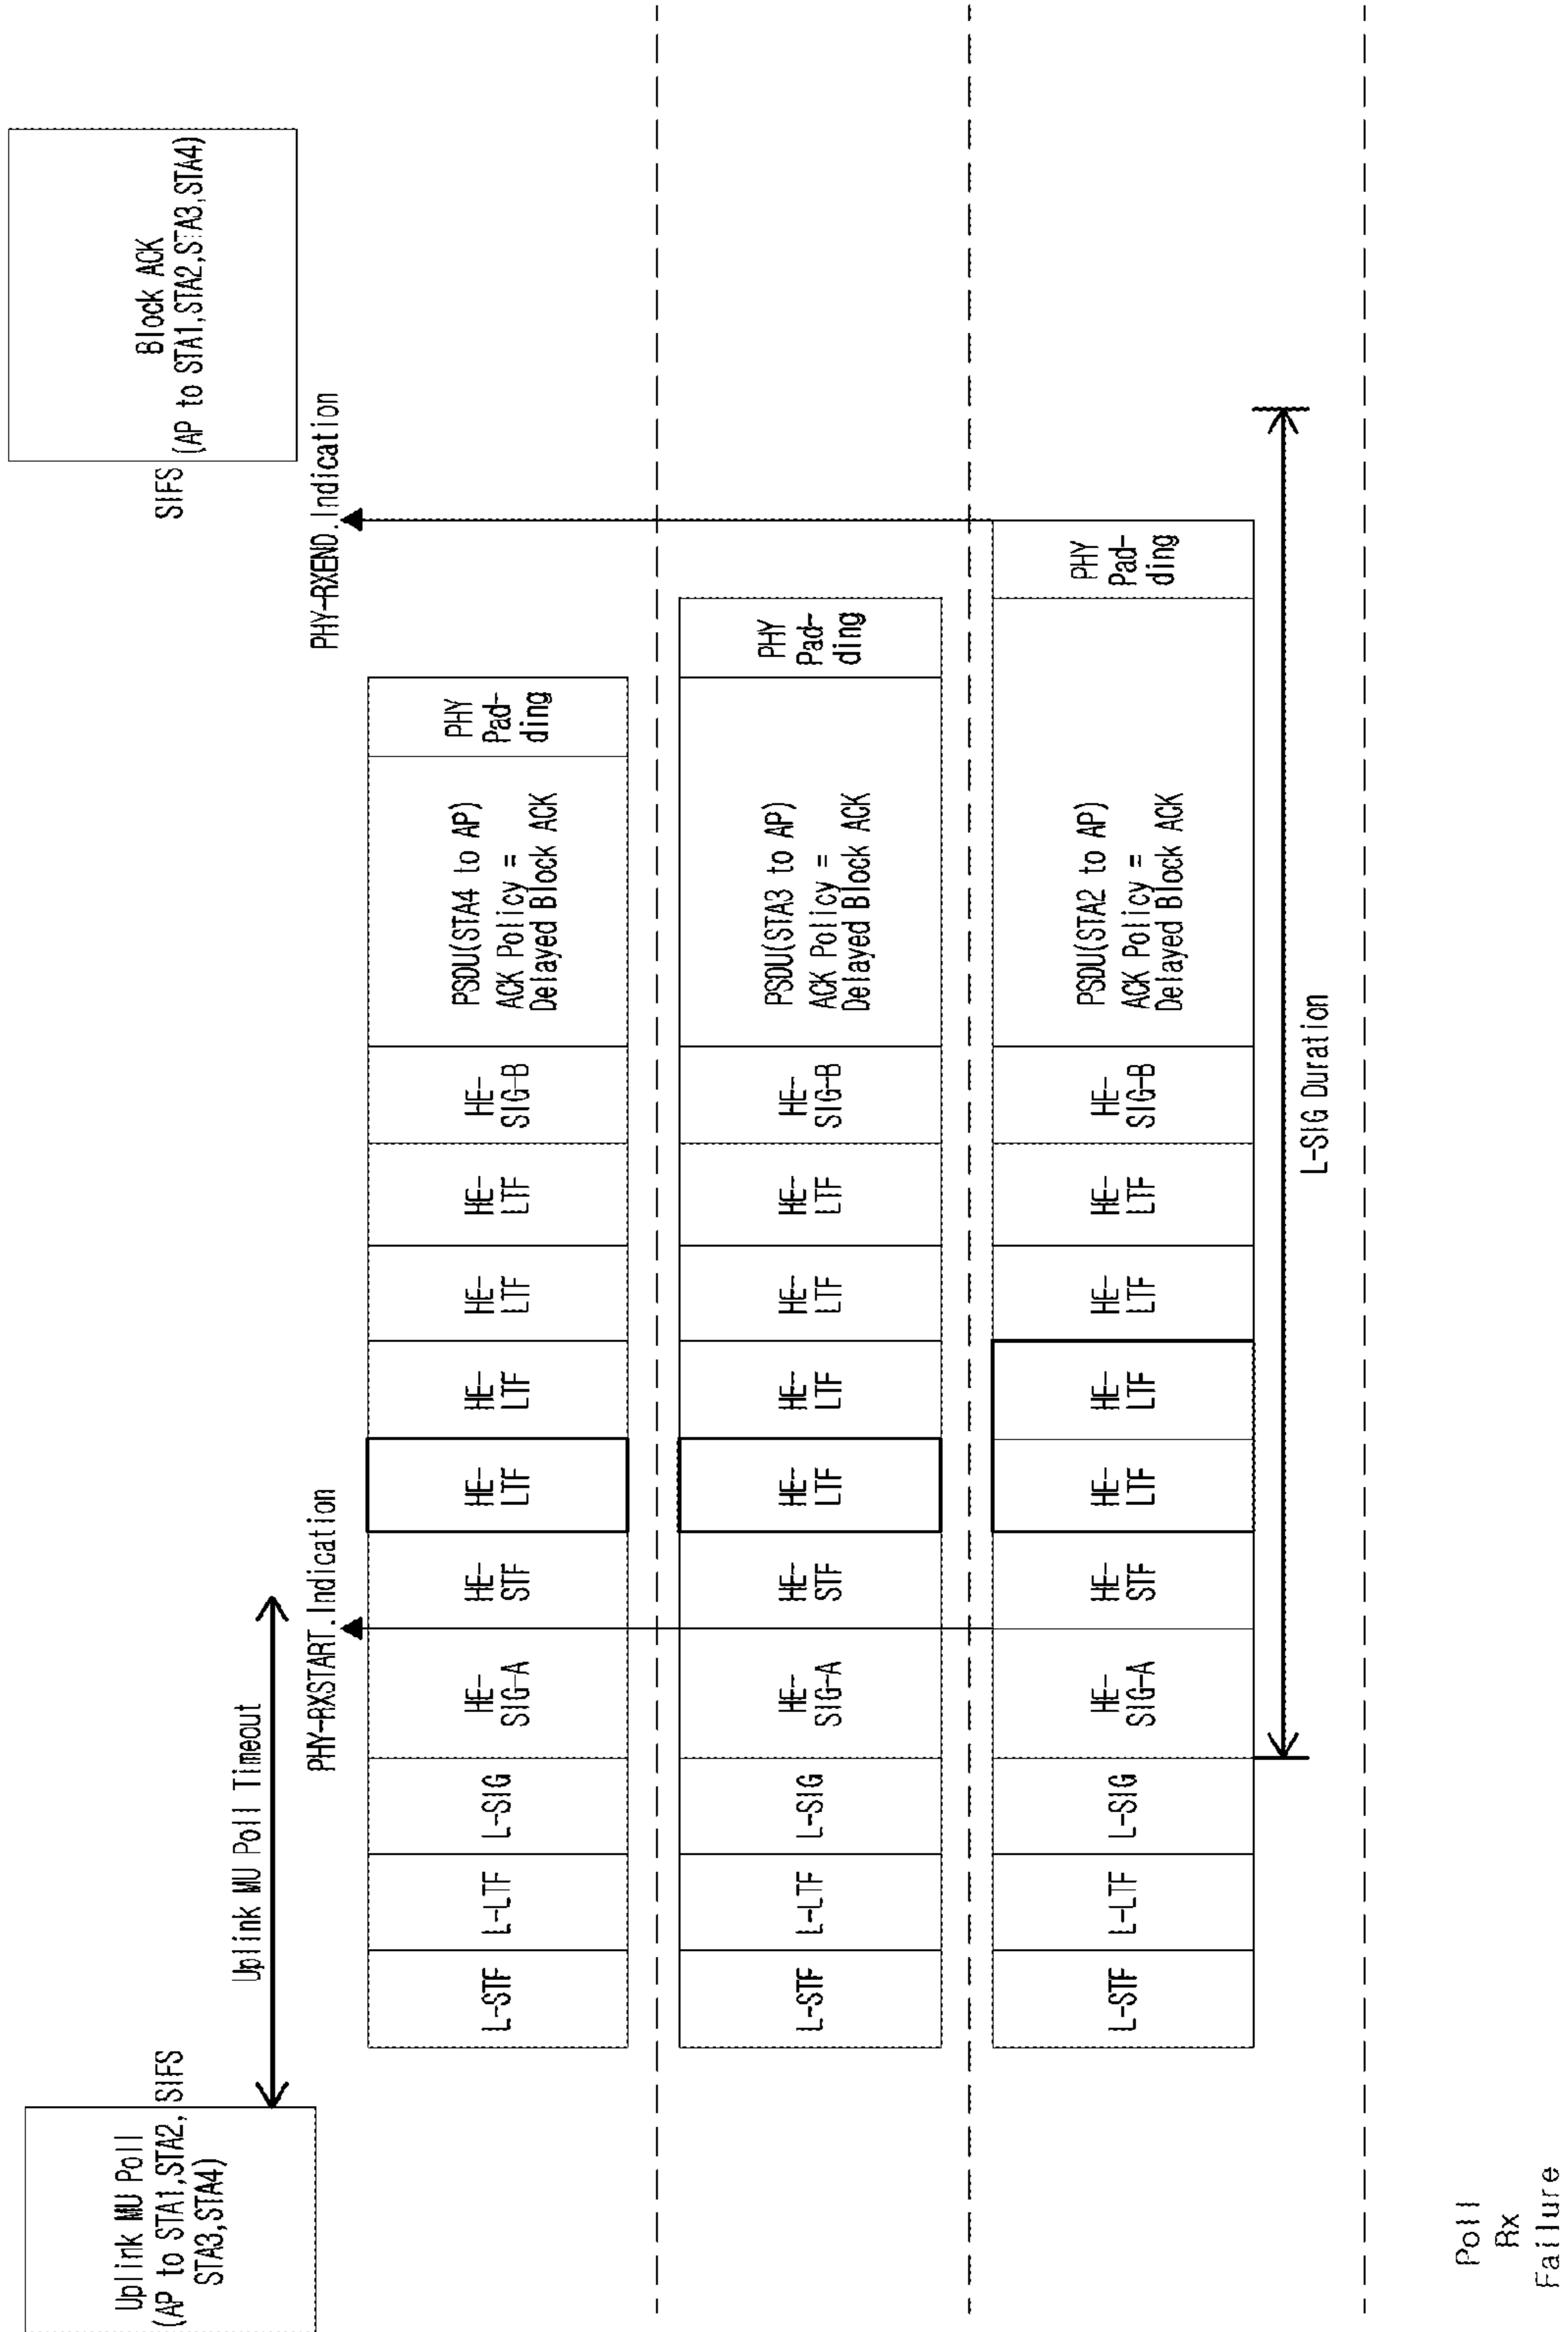 Uplink MU Poll
(AP to STA1,STA2,
STA3,STA4)
SIFS
Uplink MU Poll Timeout
PHY-RXSTART.Indication
PHY-RXEND.Indication
SIFS
Block ACK
(AP to STA1,STA2,STA3,STA4)
L-STF
L-LTF
L-SIG
HE-
SIG-A
HE-
STF
HE-
LTF
HE-
LTF
HE-
LTF
HE-
LTF
HE-
SIG-B
PSDU(STA4 to AP)
ACK Policy =
Delayed Block ACK
PHY
Pad-
ding
L-STF
L-LTF
L-SIG
HE-
SIG-A
HE-
STF
HE-
LTF
HE-
LTF
HE-
LTF
HE-
LTF
HE-
SIG-B
PSDU(STA3 to AP)
ACK Policy =
Delayed Block ACK
PHY
Pad-
ding
L-STF
L-LTF
L-SIG
HE-
SIG-A
HE-
STF
HE-
LTF
HE-
LTF
HE-
LTF
HE-
LTF
HE-
SIG-B
PSDU(STA2 to AP)
ACK Policy =
Delayed Block ACK
PHY
Pad-
ding
L-SIG Duration
Poll
Rx
Failure